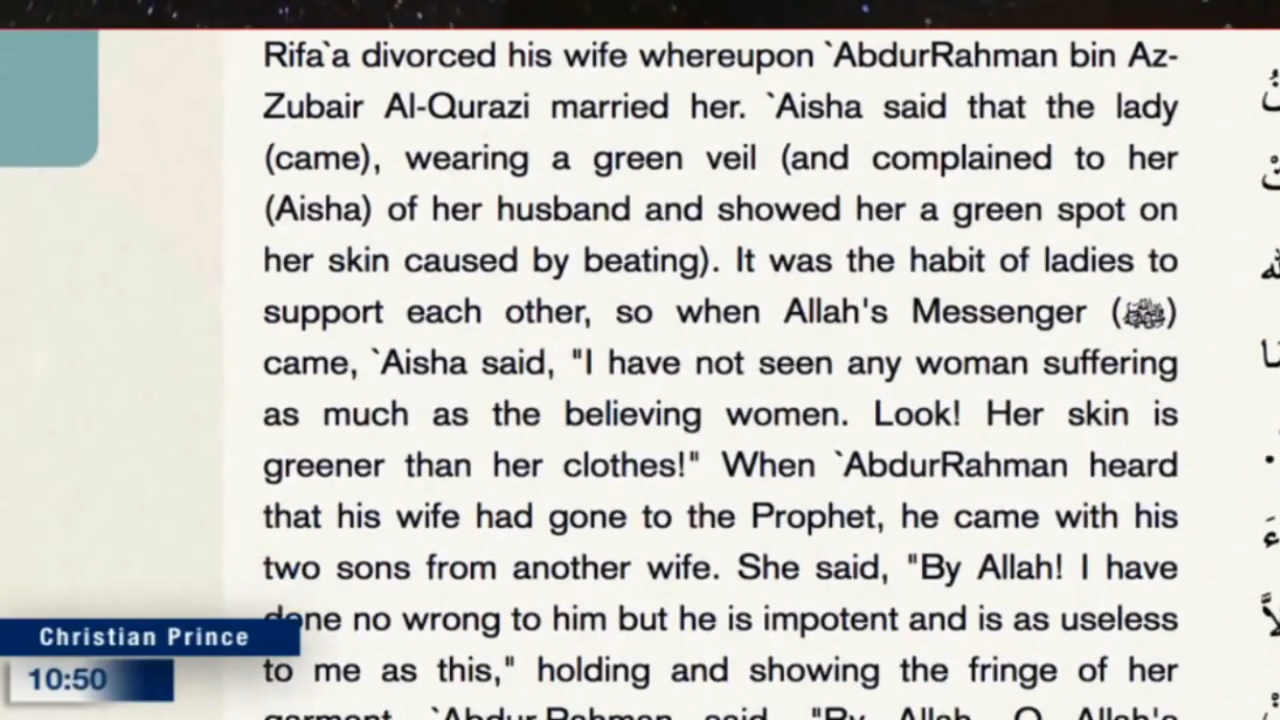 Rifa`a divorced his wife whereupon `AbdurRahman bin Az-
Zubair Al-Qurazi married her. `Aisha said that the lady
(came), wearing a green veil (and complained to her
(Aisha) of her husband and showed her a green spot on
her skin caused by beating). It was the habit of ladies to
support each other, so when Allah's Messenger (ﷺ)
came, `Aisha said, "I have not seen any woman suffering
as much as the believing women. Look! Her skin is
greener than her clothes!" When `AbdurRahman heard
that his wife had gone to the Prophet, he came with his
two sons from another wife. She said, "By Allah! I have
done no wrong to him but he is impotent and is as useless
to me as this," holding and showing the fringe of her
garment, `Abdur-Rahman said, "By Allah, O Allah's
Christian Prince
10:50